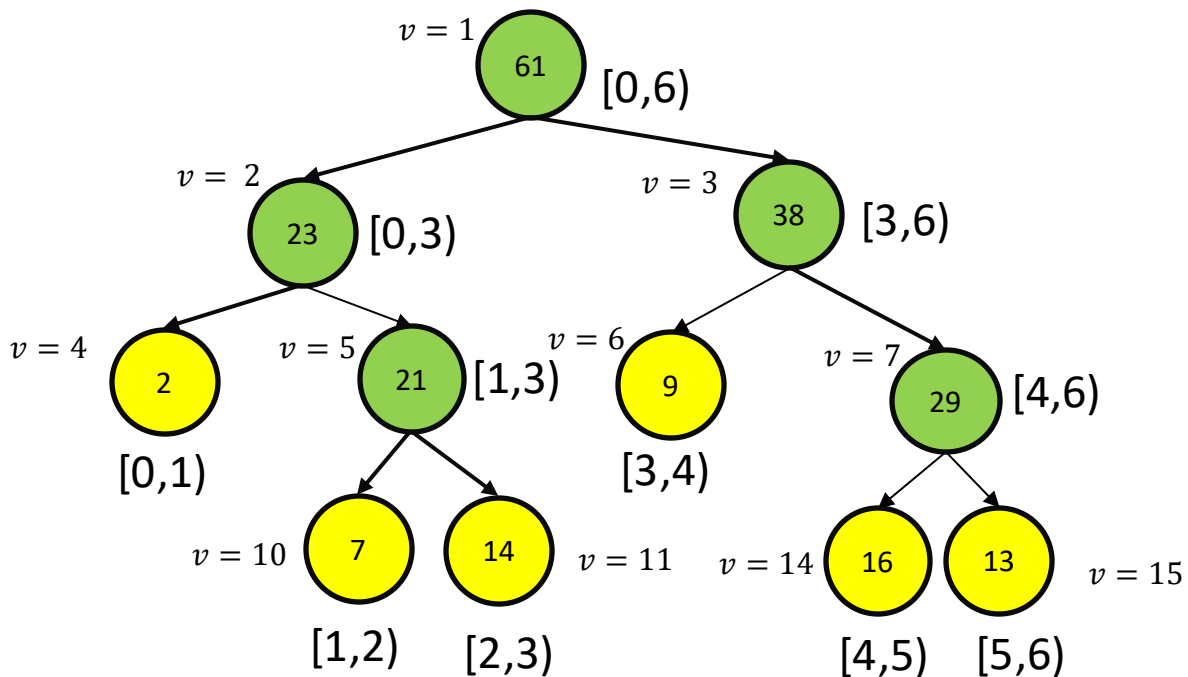 v = 1
61
[0,6)
v = 2
23
[0,3)
v = 3
38
[3,6)
v = 4
2
[0,1)
v = 5
21
[1,3)
v = 6
9
[3,4)
v = 7
29
[4,6)
v = 10
7
[1,2)
14
v = 11
[2,3)
v = 14
16
[4,5)
13
v = 15
[5,6)